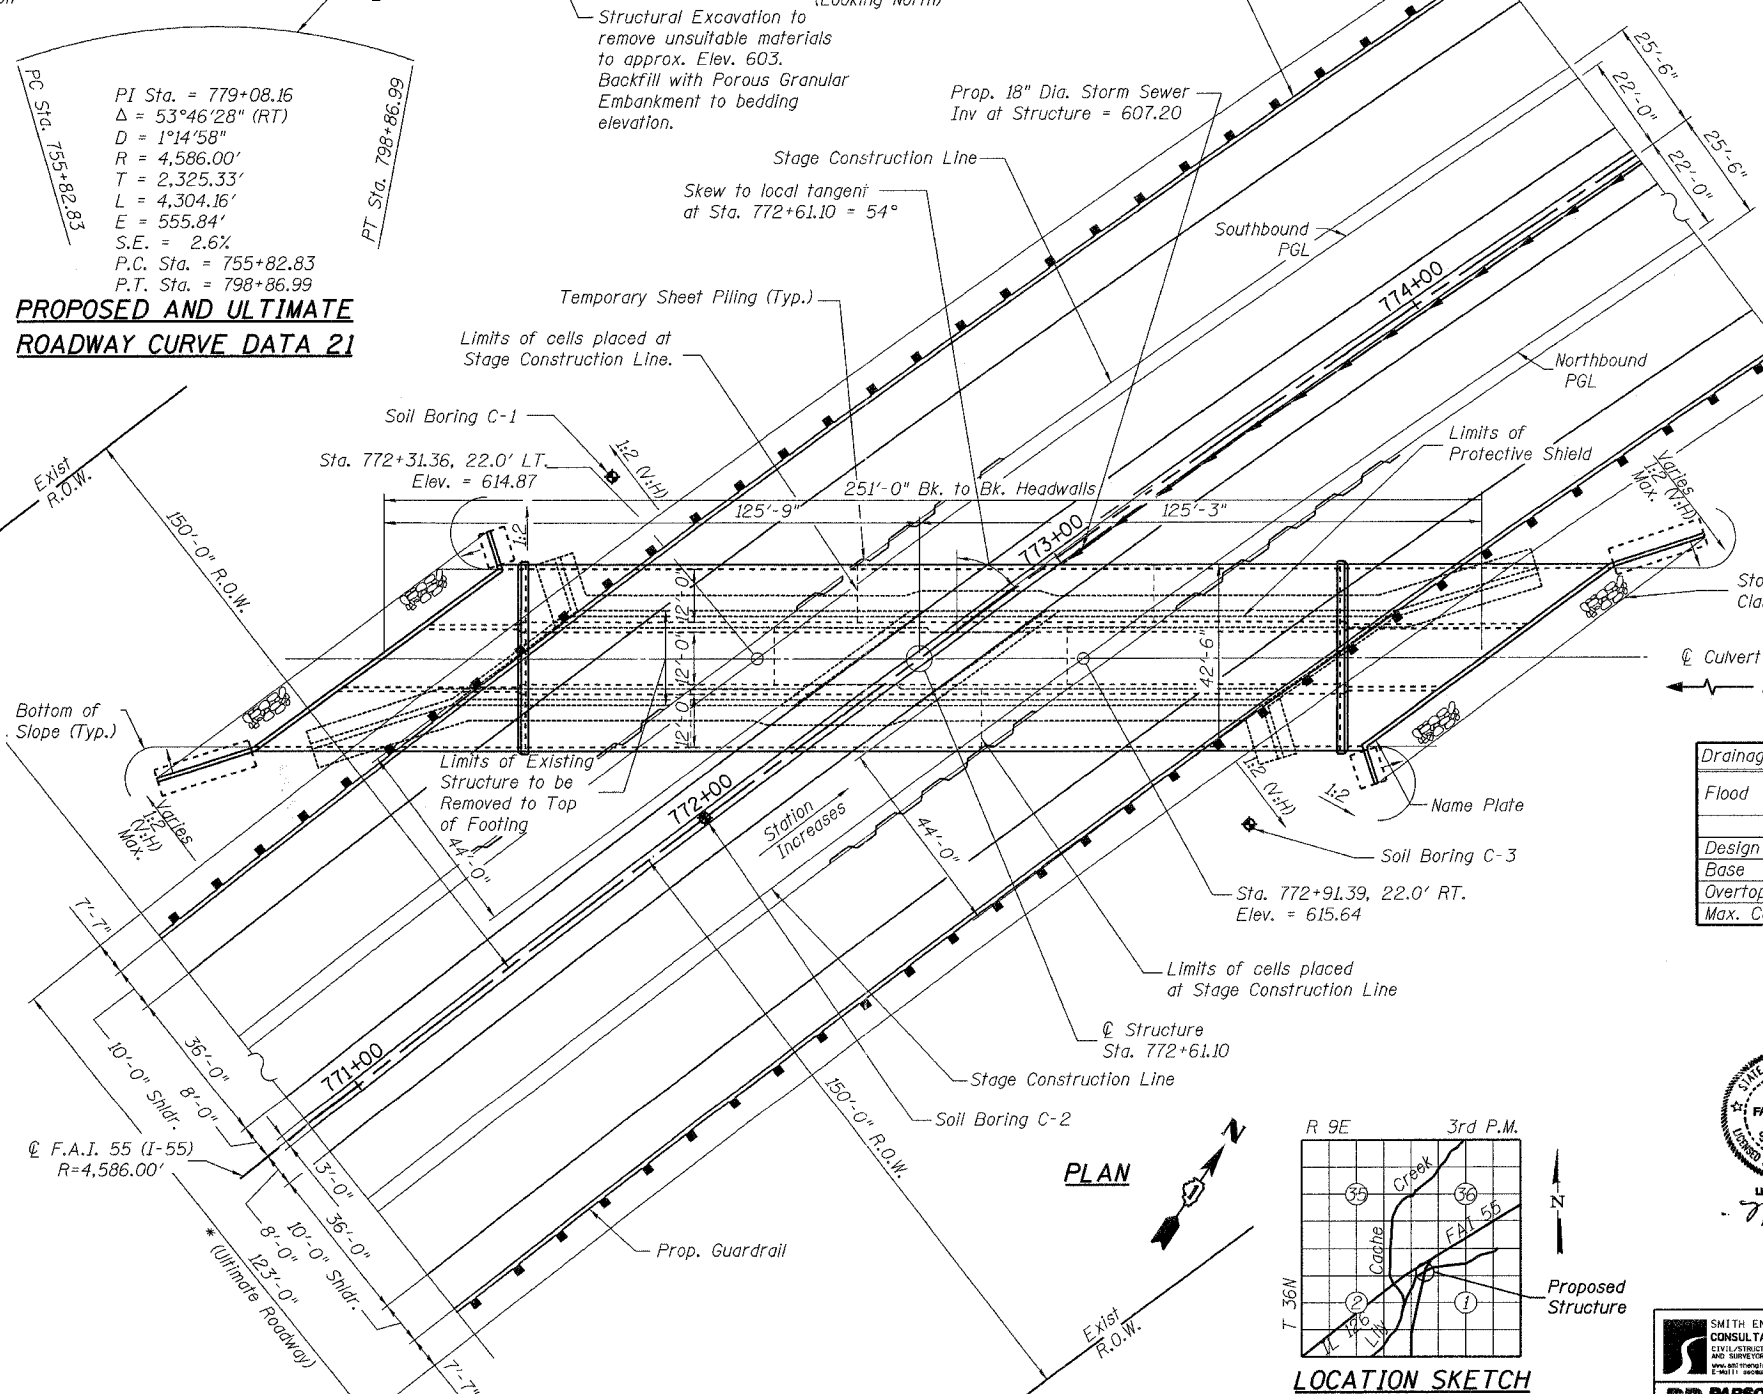 (Looking North)
Structural Excavation to
remove unsuitable materials
to approx. Elev. 603.
Backfill with Porous Granular
Embankment to bedding
elevation.
PC Sta. 755+82.83
PT Sta. 798+86.99
PI Sta. = 779+08.16
Δ = 53°46'28" (RT)
D = 1°14'58"
R = 4,586.00'
T = 2,325.33'
L = 4,304.16'
E = 555.84'
S.E. = 2.6%
P.C. Sta. = 755+82.83
P.T. Sta. = 798+86.99
PROPOSED AND ULTIMATE
ROADWAY CURVE DATA 21
Prop. 18" Dia. Storm Sewer
Inv at Structure = 607.20
Stage Construction Line
Skew to local tangent
at Sta. 772+61.10 = 54°
25'-6"
22'-0"
25'-6"
22'-0"
Southbound
PGL
774+00
Northbound
PGL
Temporary Sheet Piling (Typ.)
Limits of cells placed at
Stage Construction Line.
Soil Boring C-1
1:2 (V:H)
Sta. 772+31.36, 22.0' LT.
Elev. = 614.87
Limits of
Protective Shield
Varies
1:2 (V:H)
Max.
Exist
R.O.W.
150'-0" R.O.W.
251'-0" Bk. to Bk. Headwalls
125'-9"
125'-3"
773+00
1:2
12'-0"
12'-0"
12'-0"
42'-6"
℄ Culvert
Bottom of
Slope (Typ.)
Varies
1:2
(V:H)
Max.
Limits of Existing
Structure to be
Removed to Top
of Footing
44'-0"
772+00
Station
Increases
44'-0"
1:2 (V:H)
1:2
Name Plate
Soil Boring C-3
Sta. 772+91.39, 22.0' RT.
Elev. = 615.64
Flood
Design
Base
Limits of cells placed
at Stage Construction Line
℄ Structure
Sta. 772+61.10
Stage Construction Line
Soil Boring C-2
150'-0" R.O.W.
7'-7"
10'-0" Shldr.
36'-0"
8'-0"
771+00
℄ F.A.I. 55 (I-55)
R=4,586.00'
3'-0"
36'-0"
8'-0"
10'-0" Shldr.
123'-0"
* (Ultimate Roadway)
7'-7"
Prop. Guardrail
PLAN
N
Exist
R.O.W.
R 9E
3rd P.M.
35
36
Creek
FAI 55
Cache
T 36N
2
1
IL 126
Lily
N
Proposed
Structure
LOCATION SKETCH
SMITH EN
CONSULTA